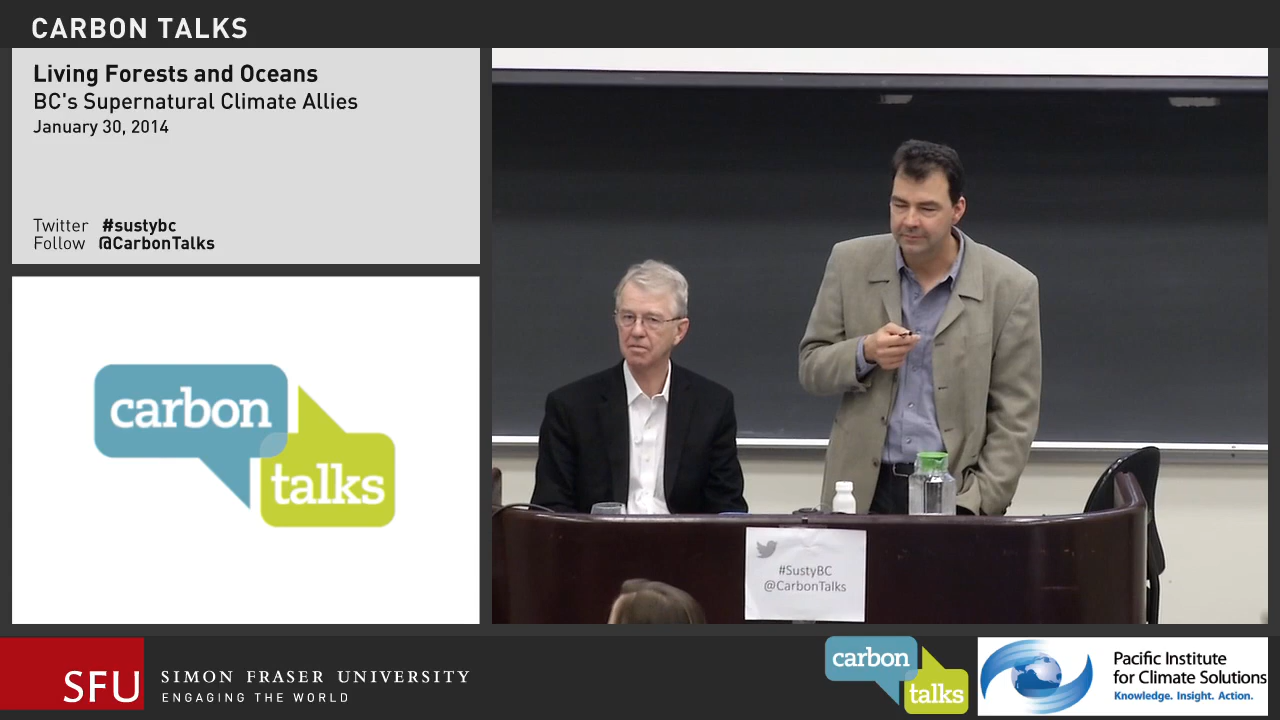 CARBON TALKS
Living Forests and Oceans
BC's Supernatural Climate Allies
January 30, 2014
Twitter #sustybc
Follow @CarbonTalks
carbon
talks
#SustyBC
@CarbonTalks
SFU
SIMON FRASER UNIVERSITY
ENGAGING THE WORLD
carbon
talks
Pacific Institute
for Climate Solutions
Knowledge. Insight. Action.